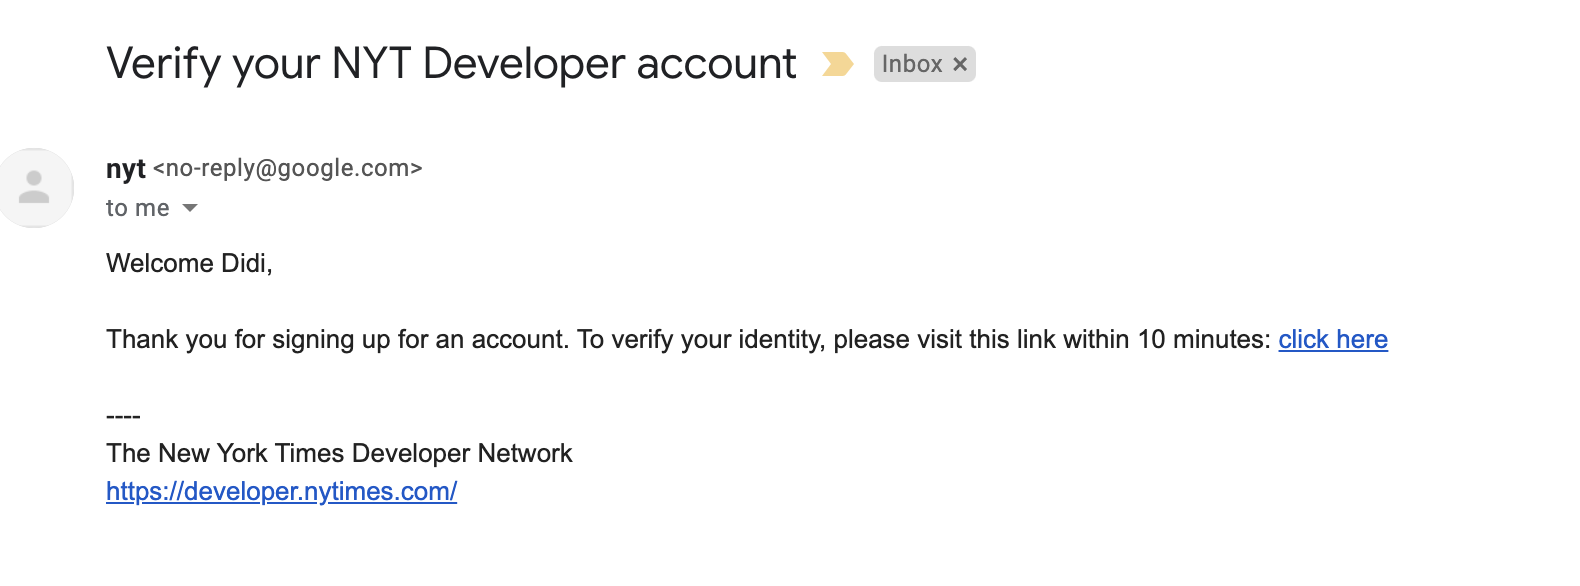 Verify your NYT Developer account Inbox ×
nyt <no-reply@google.com>
to me
Welcome Didi,
Thank you for signing up for an account. To verify your identity, please visit this link within 10 minutes: click here
----
The New York Times Developer Network
https://developer.nytimes.com/